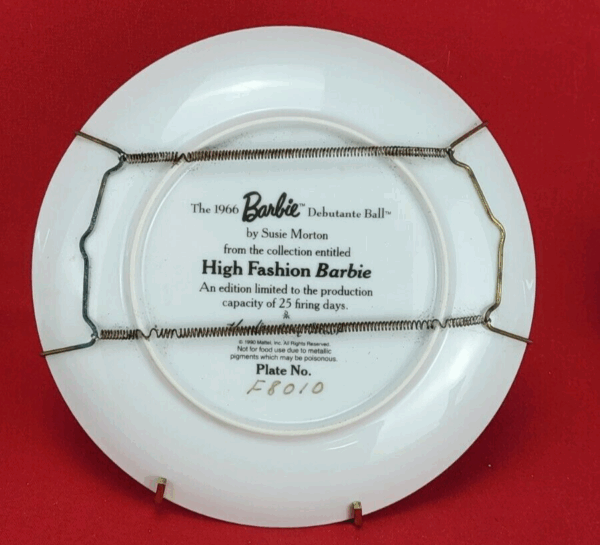 The 1966 Barbie™ Debutante Ball™
by Susie Morton
from the collection entitled
High Fashion Barbie
An edition limited to the production
capacity of 25 firing days.
© 1990 Mattel, Inc. All Rights Reserved.
Not for food use due to metallic
pigments which may be poisonous.
Plate No.
F8010